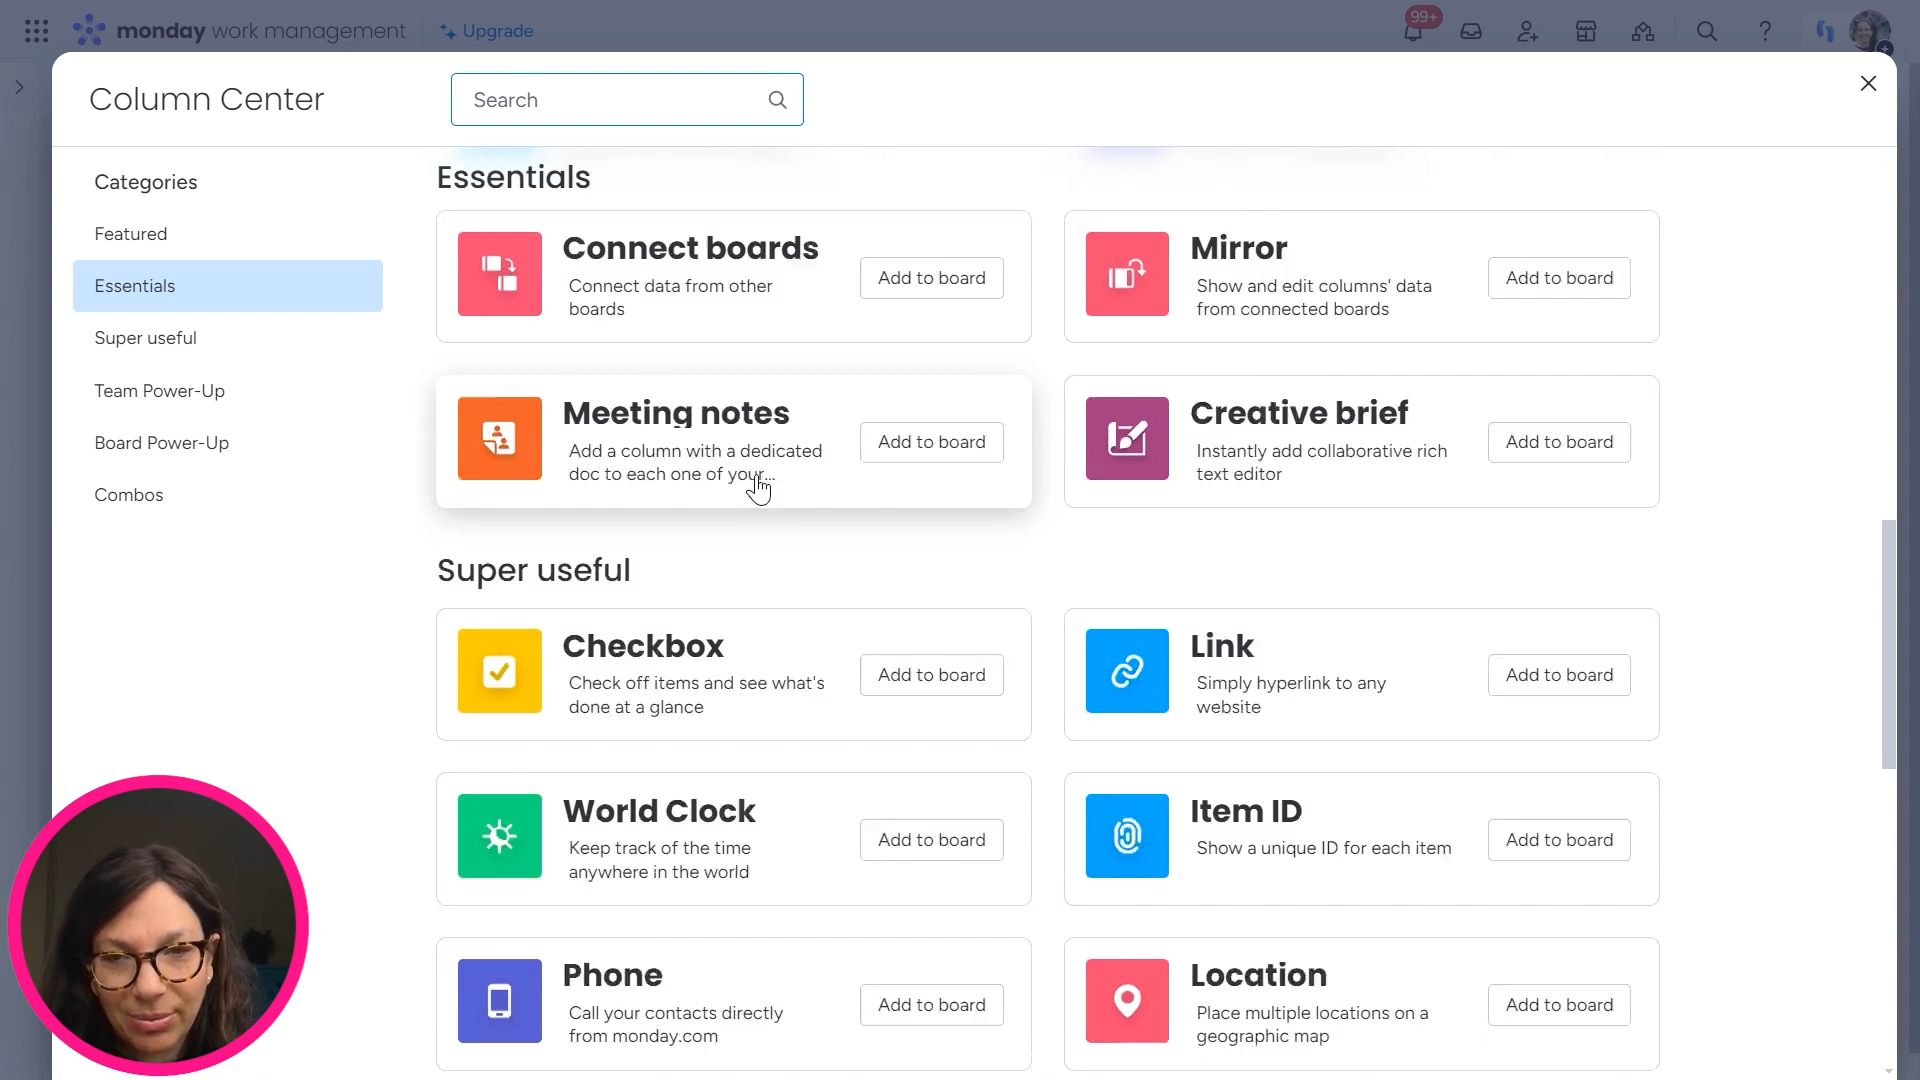 monday work management
Upgrade
99+
Column Center
Search
Categories
Featured
Essentials
Super useful
Team Power-Up
Board Power-Up
Combos
Essentials
Connect boards
Connect data from other
boards
Add to board
Mirror
Show and edit columns' data
from connected boards
Add to board
Meeting notes
Add a column with a dedicated
doc to each one of your...
Add to board
Creative brief
Instantly add collaborative rich
text editor
Add to board
Super useful
Checkbox
Check off items and see what's
done at a glance
Add to board
Link
Simply hyperlink to any
website
Add to board
World Clock
Keep track of the time
anywhere in the world
Add to board
Item ID
Show a unique ID for each item
Add to board
Phone
Call your contacts directly
from monday.com
Add to board
Location
Place multiple locations on a
geographic map
Add to board